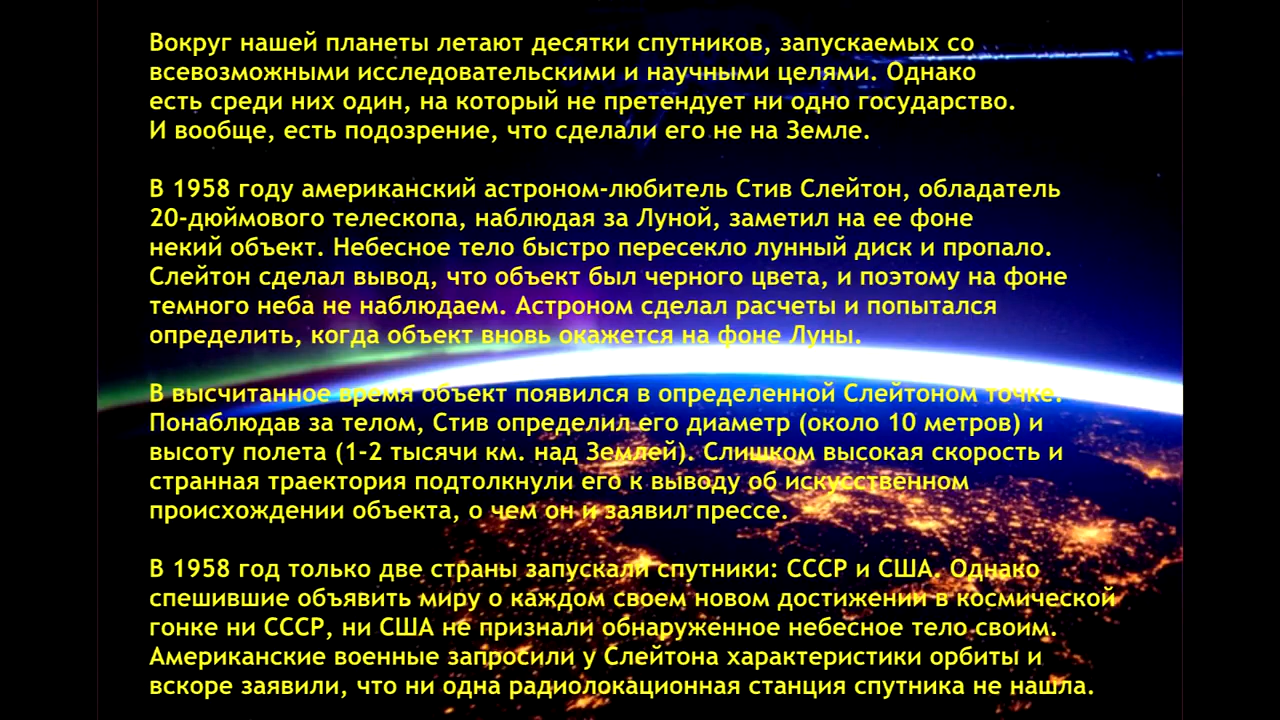 Вокруг нашей планеты летают десятки спутников, запускаемых со
всевозможными исследовательскими и научными целями. Однако
есть среди них один, на который не претендует ни одно государство.
И вообще, есть подозрение, что сделали его не на Земле.
В 1958 году американский астроном-любитель Стив Слейтон, обладатель
20-дюймового телескопа, наблюдая за Луной, заметил на ее фоне
некий объект. Небесное тело быстро пересекло лунный диск и пропало.
Слейтон сделал вывод, что объект был черного цвета, и поэтому на фоне
темного неба не наблюдаем. Астроном сделал расчеты и попытался
определить, когда объект вновь окажется на фоне Луны.
В высчитанное время объект появился в определенной Слейтоном точке.
Понаблюдав за телом, Стив определил его диаметр (около 10 метров) и
высоту полета (1-2 тысячи км. над Землей). Слишком высокая скорость и
странная траектория подтолкнули его к выводу об искусственном
происхождении объекта, о чем он и заявил прессе.
В 1958 год только две страны запускали спутники: СССР и США. Однако
спешившие объявить миру о каждом своем новом достижении в космической
гонке ни СССР, ни США не признали обнаруженное небесное тело своим.
Американские военные запросили у Слейтона характеристики орбиты и
вскоре заявили, что ни одна радиолокационная станция спутника не нашла.